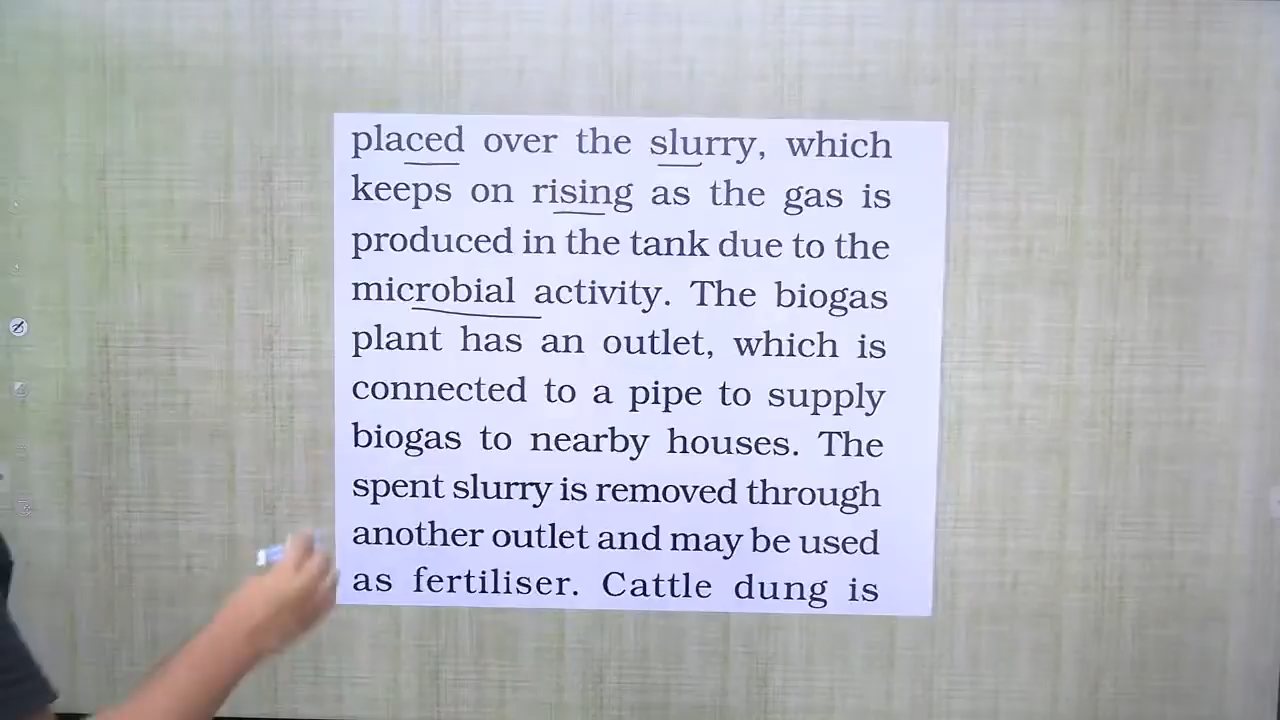 placed over the slurry, which
keeps on rising as the gas is
produced in the tank due to the
microbial activity. The biogas
plant has an outlet, which is
connected to a pipe to supply
biogas to nearby houses. The
spent slurry is removed through
another outlet and may be used
as fertiliser. Cattle dung is